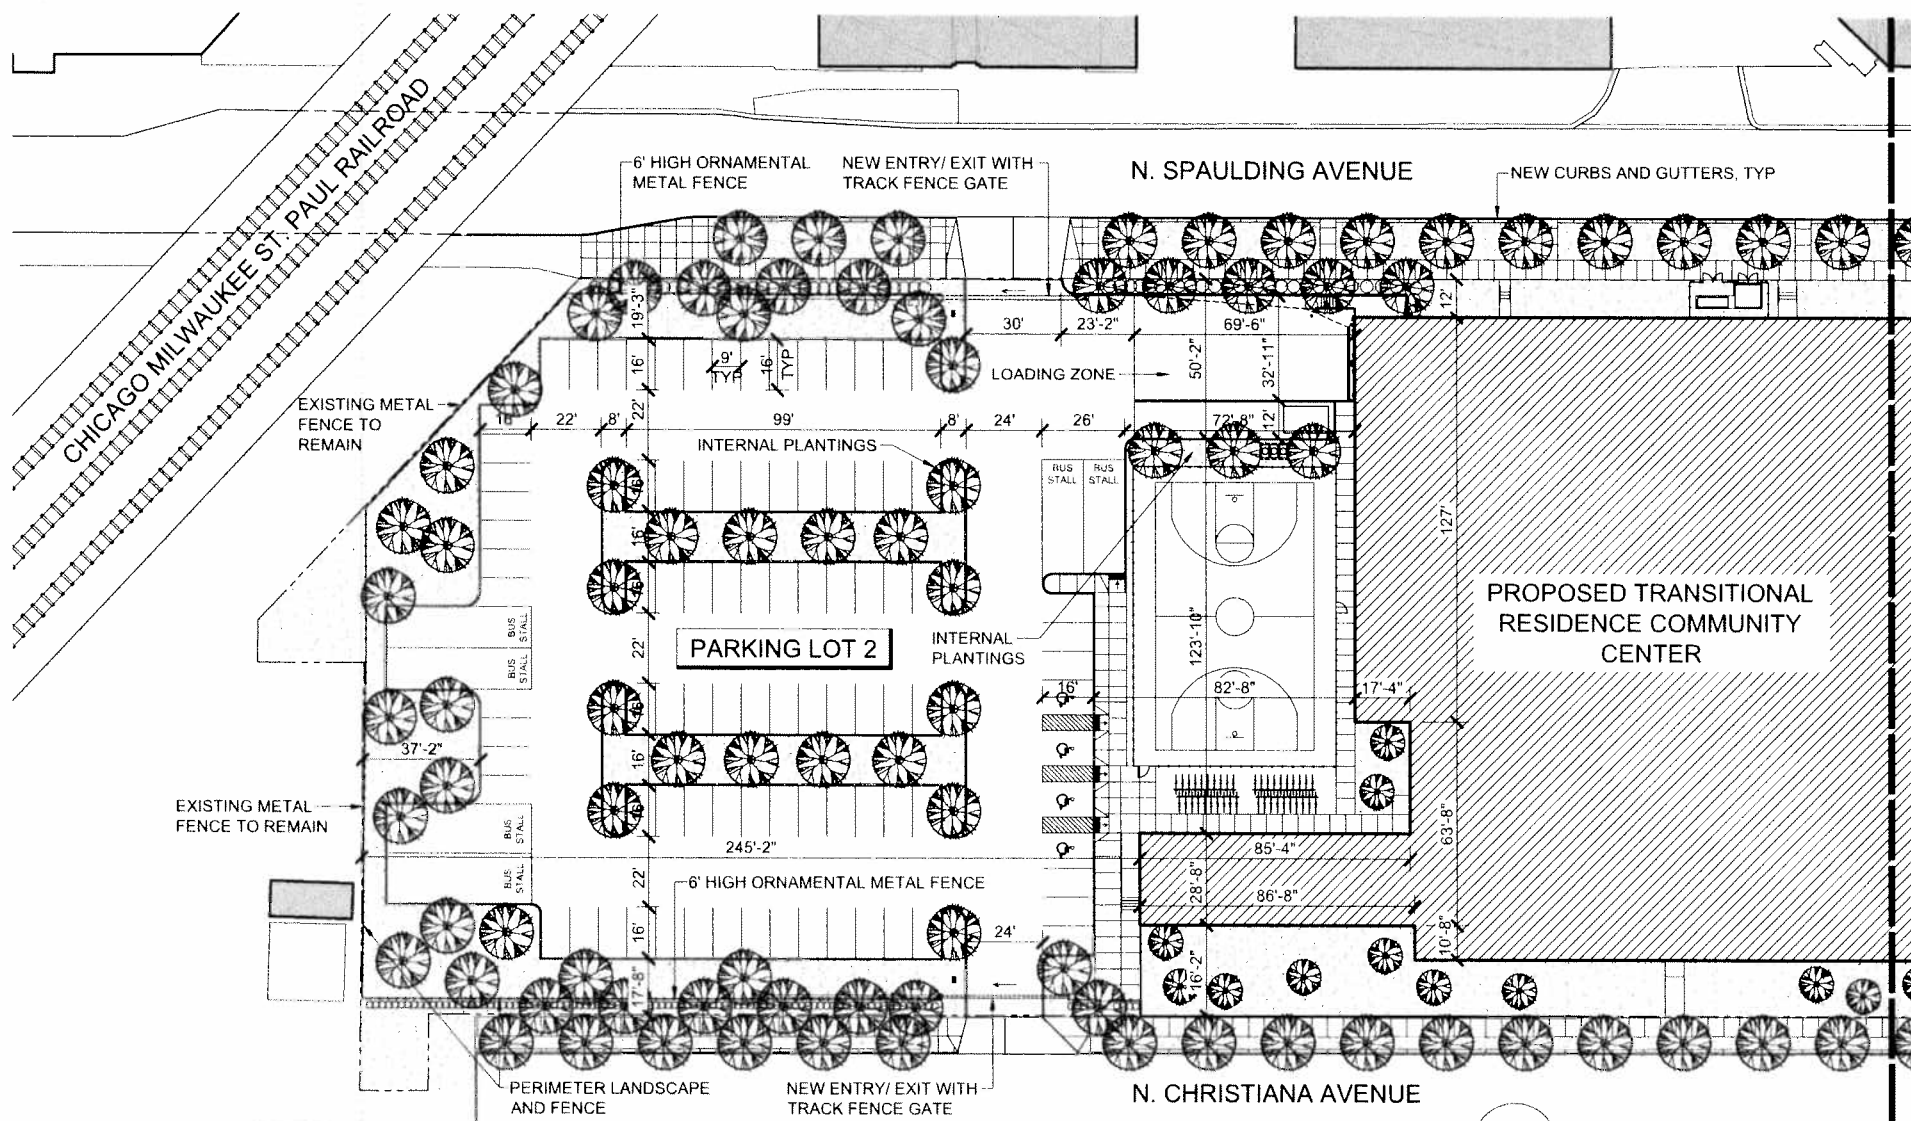 CHICAGO MILWAUKEE ST. PAUL RAILROAD
6' HIGH ORNAMENTAL
METAL FENCE
NEW ENTRY/ EXIT WITH
TRACK FENCE GATE
N. SPAULDING AVENUE
NEW CURBS AND GUTTERS, TYP
19'-3"
30'
23'-2"
69'-6"
12'
16'
9'
TYP
16'
TYP
LOADING ZONE
50'-2"
32'-11"
EXISTING METAL
FENCE TO
REMAIN
22'
8'
22'
99'
8'
24'
26'
72'-8"
12'
INTERNAL PLANTINGS
BUS
STALL
BUS
STALL
16'
16'
16'
127'
BUS
STALL
BUS
STALL
22'
PARKING LOT 2
INTERNAL
PLANTINGS
123'-10"
PROPOSED TRANSITIONAL
RESIDENCE COMMUNITY
CENTER
16'
16'
82'-8"
17'-4"
37'-2"
16'
EXISTING METAL
FENCE TO REMAIN
16'
BUS
STALL
BUS
STALL
245'-2"
85'-4"
63'-8"
22'
6' HIGH ORNAMENTAL METAL FENCE
28'-8"
86'-8"
16'
24'
10'-8"
17'-8"
16'-2"
PERIMETER LANDSCAPE
AND FENCE
NEW ENTRY/ EXIT WITH
TRACK FENCE GATE
N. CHRISTIANA AVENUE